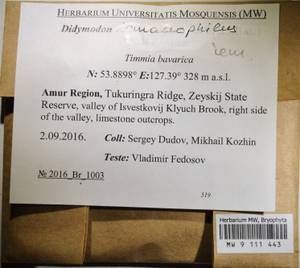 HERBARIUM UNIVERSITATIS MOSQUENSIS (MW)
Didymodon
Timmia bavarica
N: 53.8898° E:127.39° 328 m a.s.l.
Amur Region, Tukuringra Ridge, Zeyskij State
Reserve, valley of Isvestkovij Klyuch Brook, right side
of the valley, limestone outcrops.
2.09.2016. Coll: Sergey Dudov, Mikhail Kozhin
Teste: Vladimir Fedosov
№ 2016_Br_1003
519
Herbarium MW, Bryophyta
MW 9 111 443